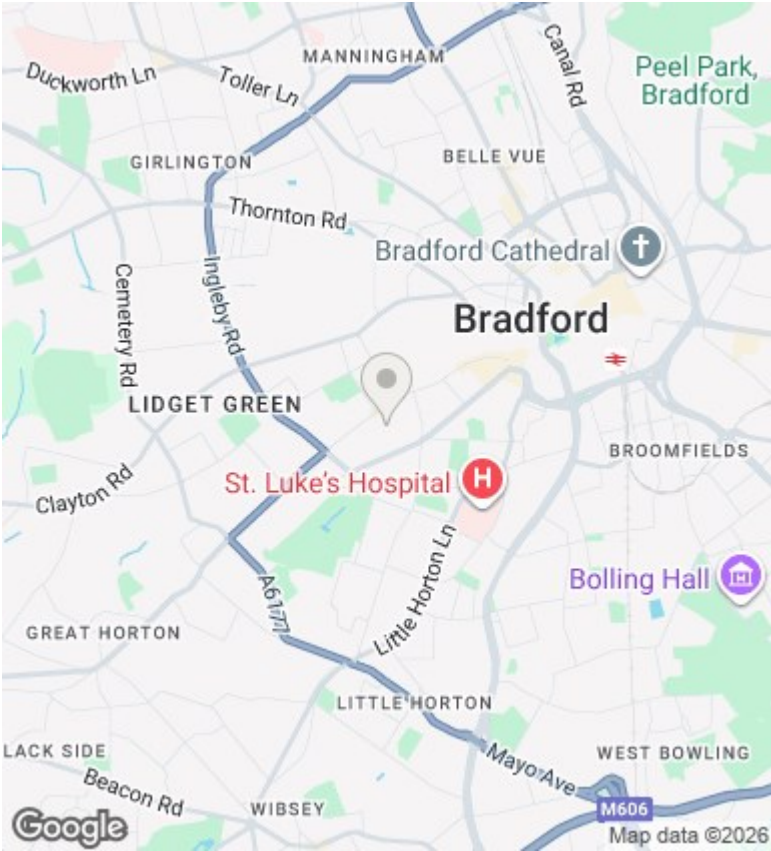 MANNINGHAM
Canal Rd
Duckworth Ln
Toller Ln
Peel Park,
Bradford
GIRLINGTON
BELLE VUE
Thornton Rd
Bradford Cathedral
Cemetery Rd
Ingleby Rd
Bradford
LIDGET GREEN
BROOMFIELDS
St. Luke's Hospital
H
Clayton Rd
Little Horton Ln
Bolling Hall
A6177
GREAT HORTON
LITTLE HORTON
LACK SIDE
Mayo Ave
WEST BOWLING
Beacon Rd
WIBSEY
M606
Google
Map data ©2026